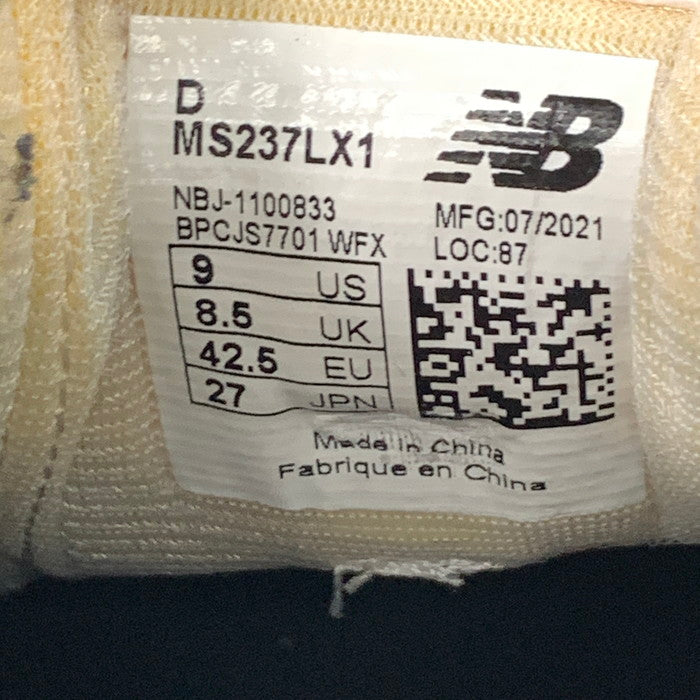 D
MS237LX1
NB
NBJ-1100833
BPCJS7701 WFX
MFG:07/2021
LOC:87
9 US
8.5 UK
42.5 EU
27 JPN
Made in China
Fabrique en China